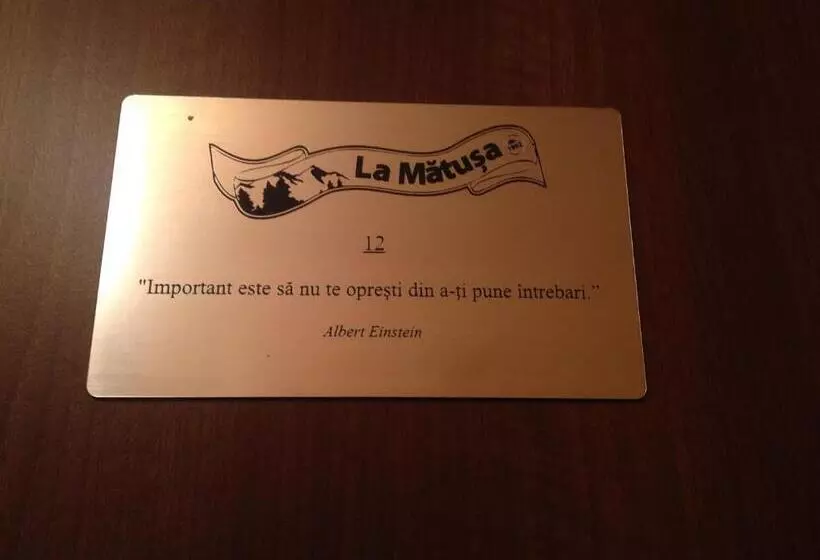 La Mătușa
12
"Important este să nu te oprești din a-ți pune întrebari.”
Albert Einstein